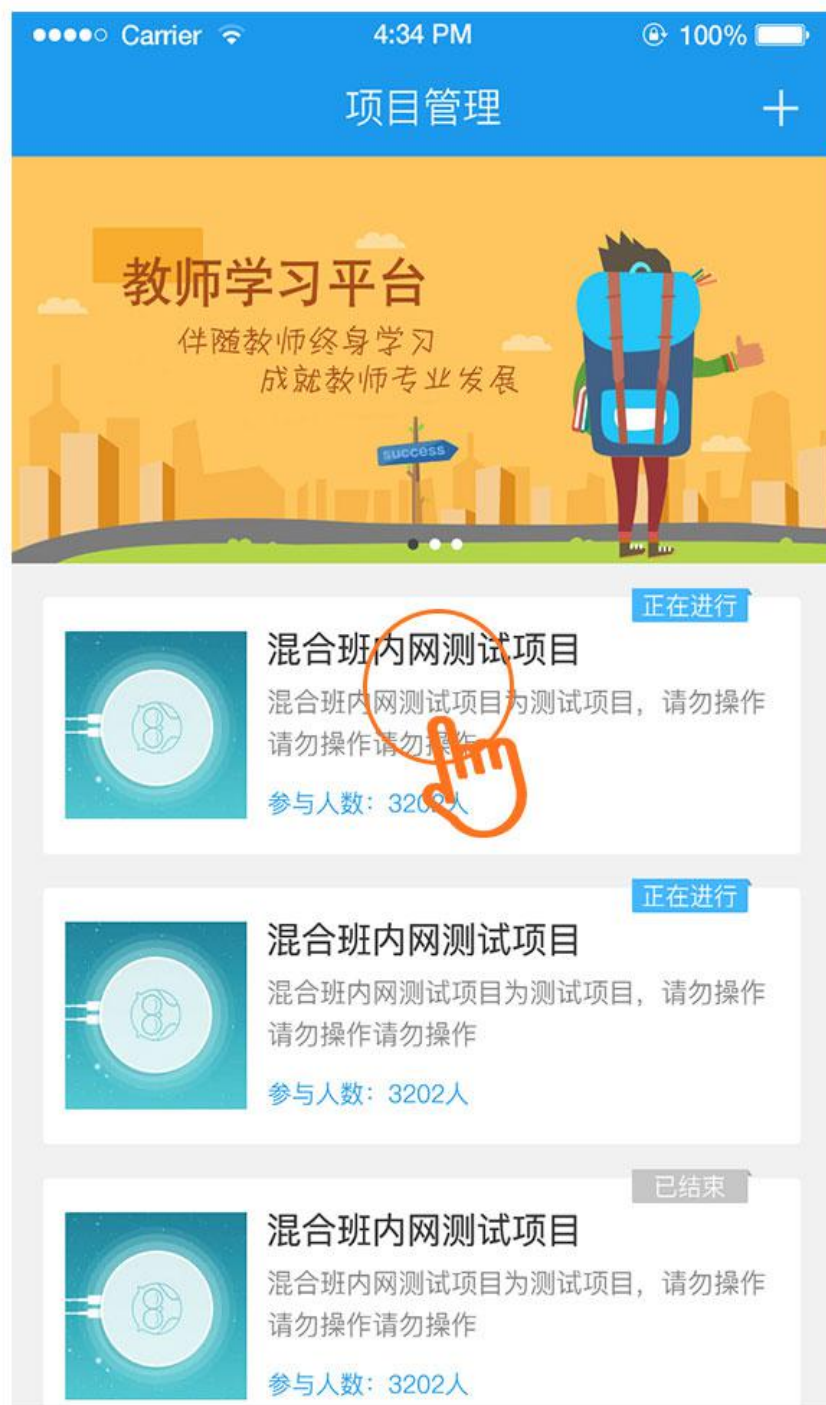 Carrier 4:34 PM 100%
项目管理
教师学习平台
伴随教师终身学习
成就教师专业发展
success
正在进行
混合班内网测试项目
混合班内网测试项目为测试项目，请勿操作
请勿操作请勿操作
参与人数：3202人
正在进行
混合班内网测试项目
混合班内网测试项目为测试项目，请勿操作
请勿操作请勿操作
参与人数：3202人
已结束
混合班内网测试项目
混合班内网测试项目为测试项目，请勿操作
请勿操作请勿操作
参与人数：3202人